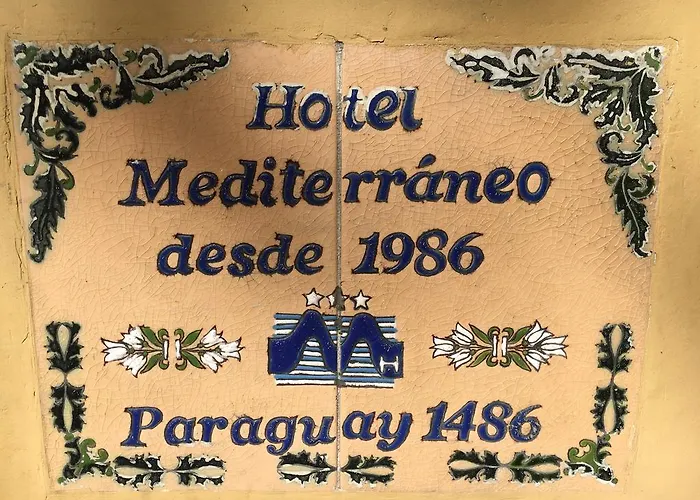 Hotel
Mediterráneo
desde 1986
H
Paraguay 1486